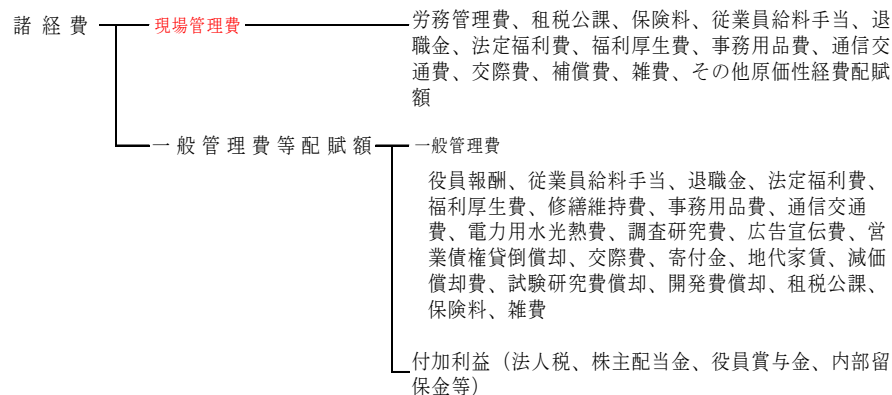 諸経費
現場管理費
労務管理費、租税公課、保険料、従業員給料手当、退
職金、法定福利費、福利厚生費、事務用品費、通信交
通費、交際費、補償費、雑費、その他原価性経費配賦
額
一般管理費等配賦額
一般管理費
役員報酬、従業員給料手当、退職金、法定福利費、
福利厚生費、修繕維持費、事務用品費、通信交通
費、電力用水光熱費、調査研究費、広告宣伝費、営
業債権貸倒償却、交際費、寄付金、地代家賃、減価
償却費、試験研究費償却、開発費償却、租税公課、
保険料、雑費
付加利益（法人税、株主配当金、役員賞与金、内部留
保金等）